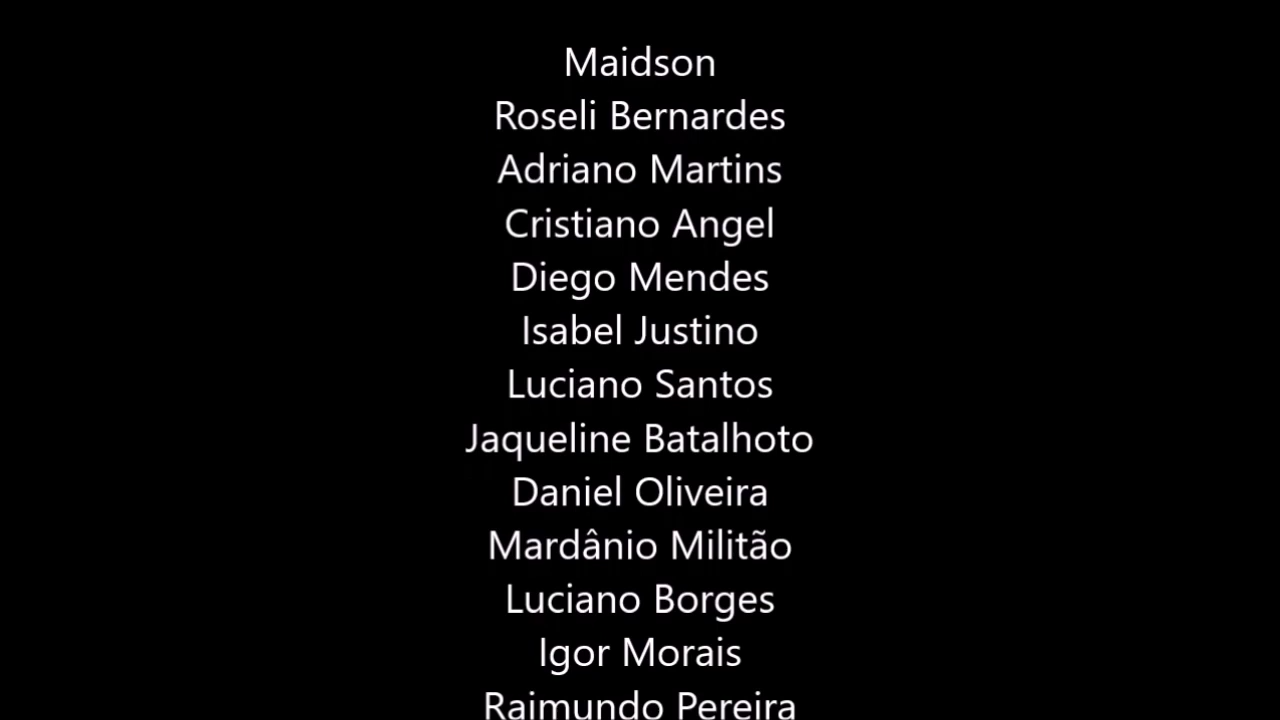 Maidson
Roseli Bernardes
Adriano Martins
Cristiano Angel
Diego Mendes
Isabel Justino
Luciano Santos
Jaqueline Batalhoto
Daniel Oliveira
Mardânio Militão
Luciano Borges
Igor Morais
Raimundo Pereira